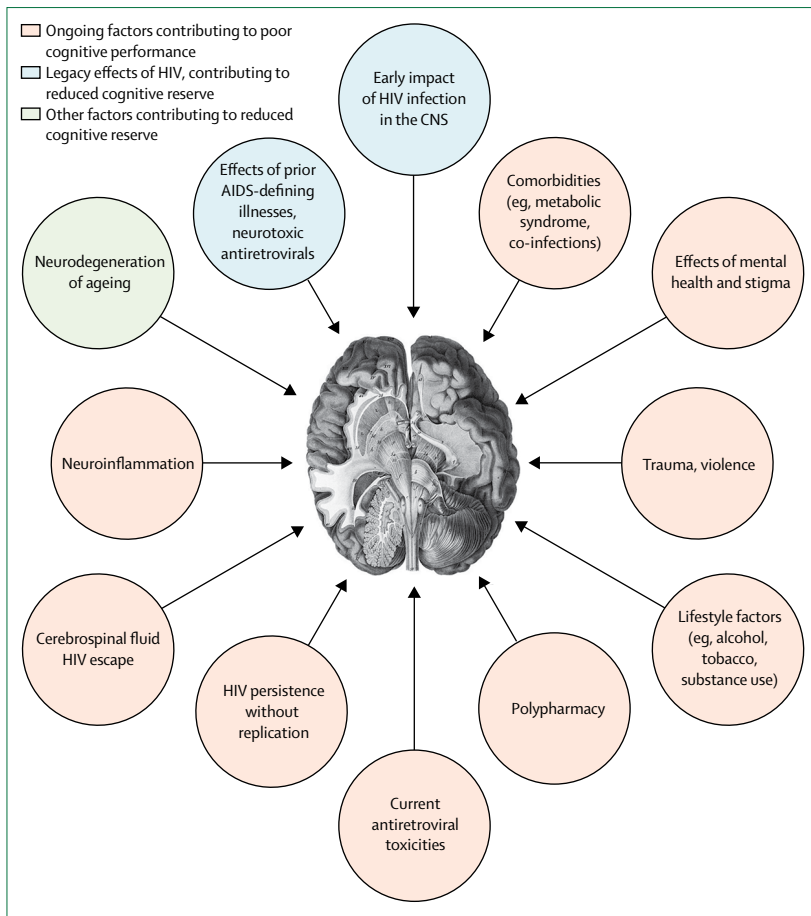 Ongoing factors contributing to poor
cognitive performance
Legacy effects of HIV, contributing to
reduced cognitive reserve
Other factors contributing to reduced
cognitive reserve
Early impact
of HIV infection
in the CNS
Effects of prior
AIDS-defining
illnesses,
neurotoxic
antiretrovirals
Comorbidities
(eg, metabolic
syndrome,
co-infections)
Neurodegeneration
of ageing
Effects of mental
health and stigma
Neuroinflammation
Trauma, violence
Cerebrospinal fluid
HIV escape
Lifestyle factors
(eg, alcohol,
tobacco,
substance use)
HIV persistence
without
replication
Polypharmacy
Current
antiretroviral
toxicities